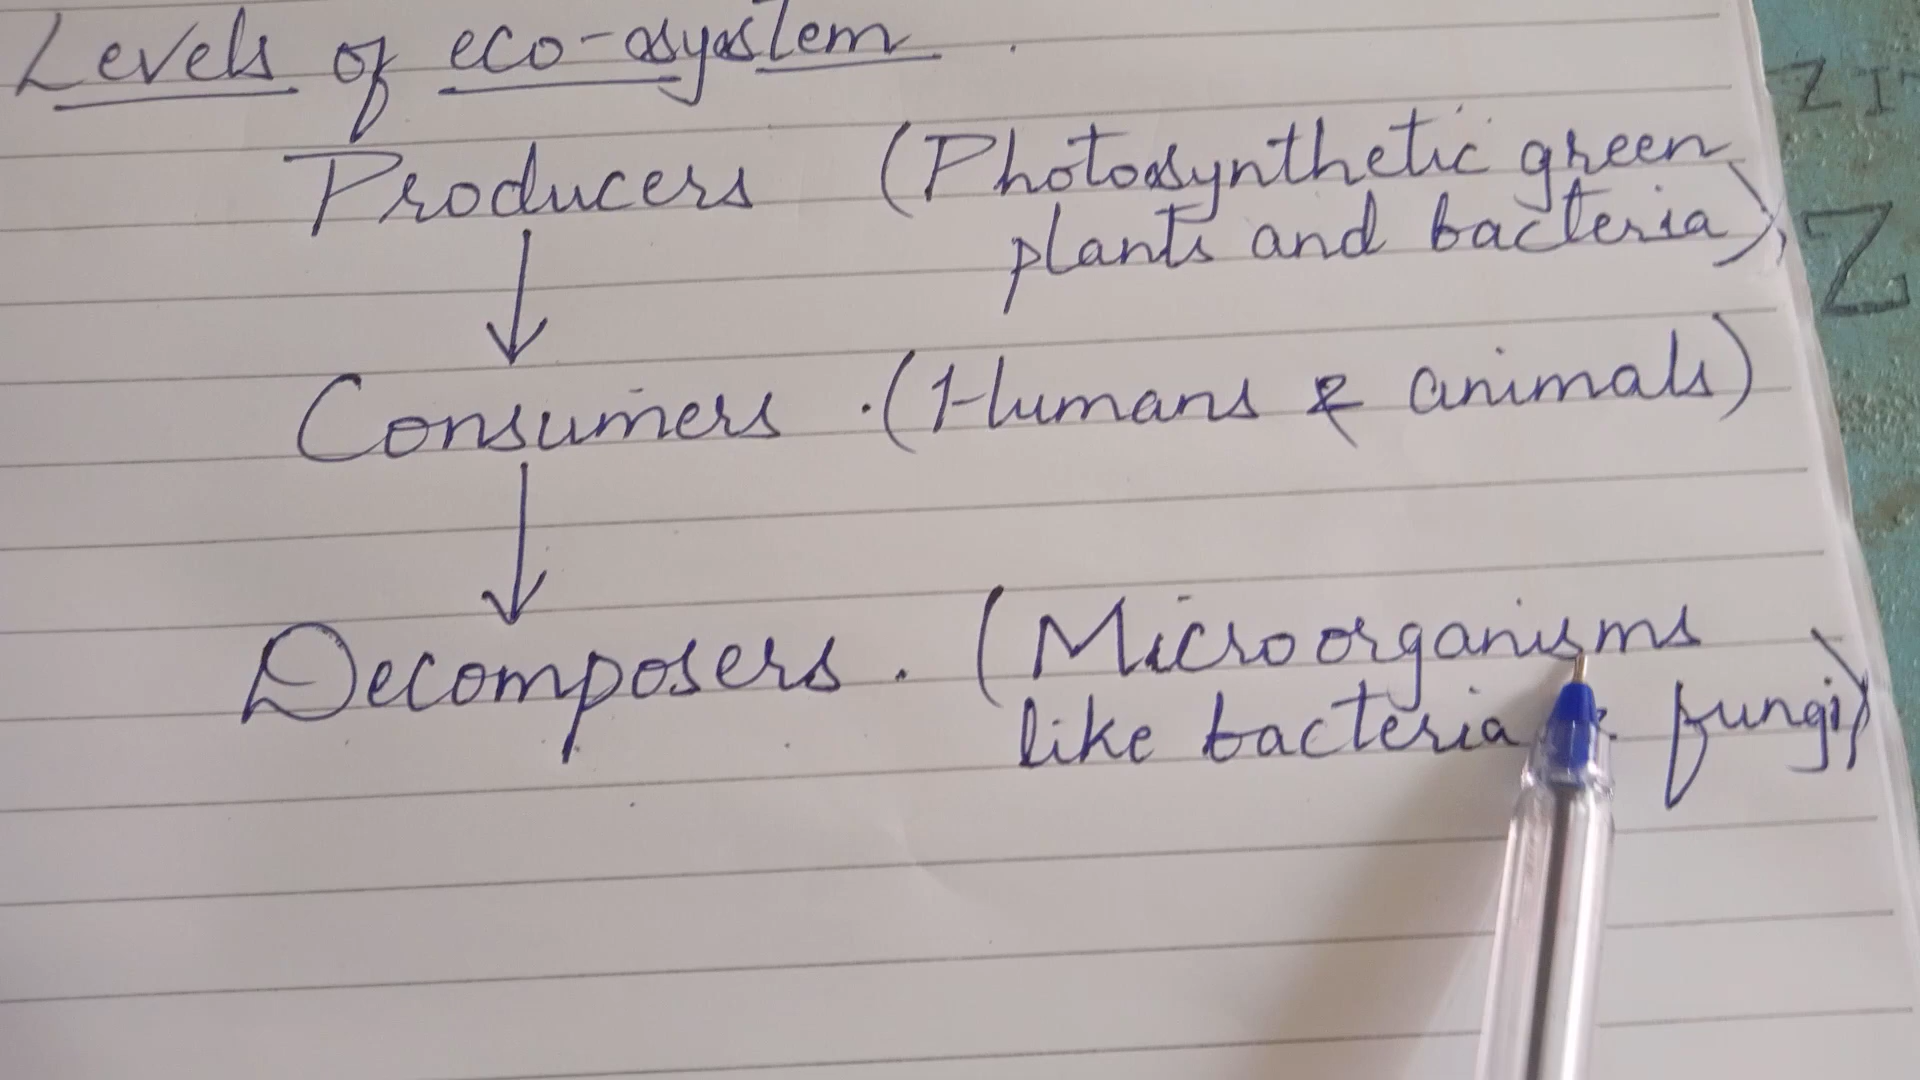 Levels of eco-system
Producers (Photosynthetic green
plants and bacteria),
Consumers .(Humans & animals)
Decomposers. (Microorganisms
like bacteria & fungi)
Z